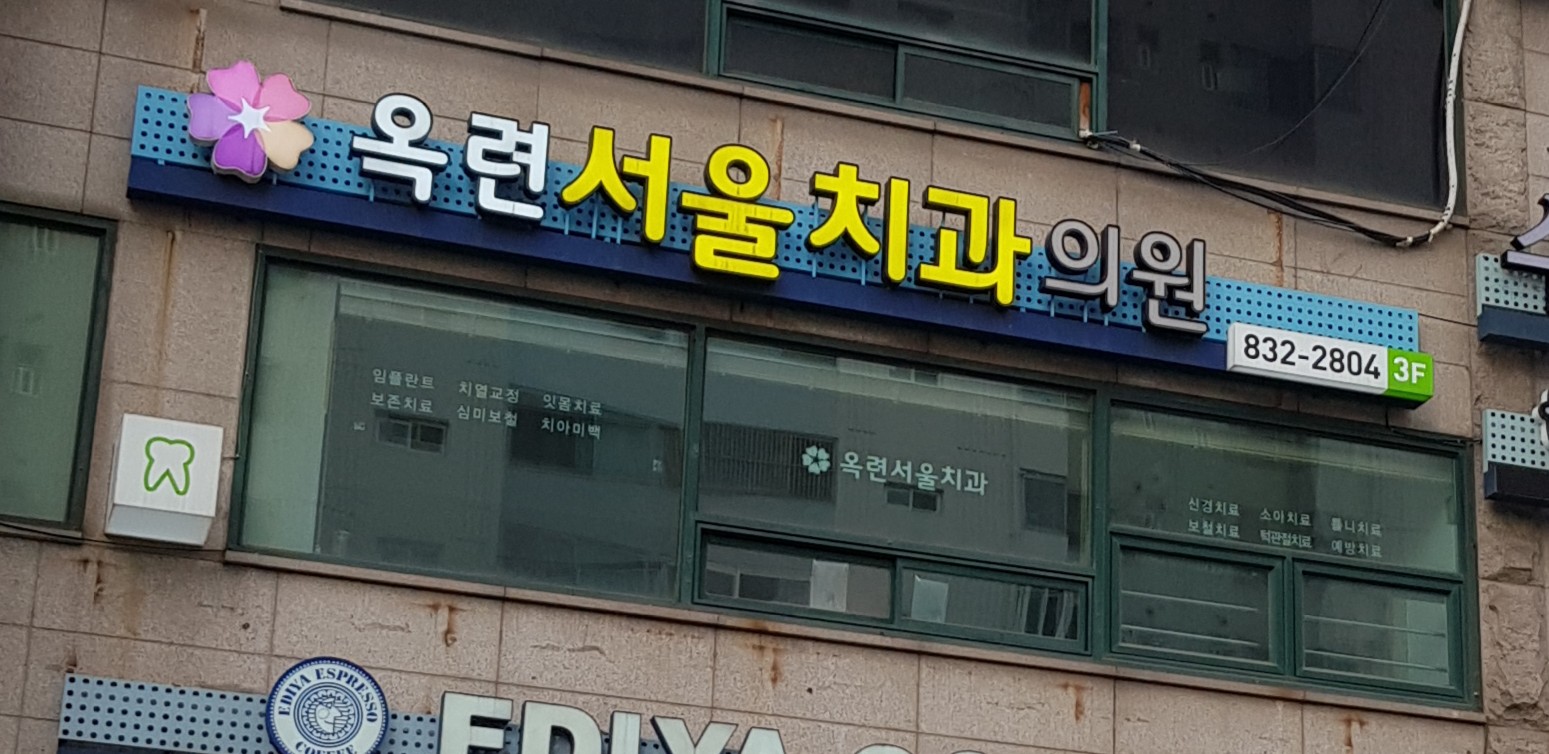 옥련서울치과의원
832-2804 3F
임플란트 치열교정 잇몸치료
보존치료 심미보철 치아미백
옥련서울치과
신경치료 소아치료 틀니치료
보철치료 턱관절치료 예방치료
EDIYA ESPRESSO
COFFEE
EDIYA